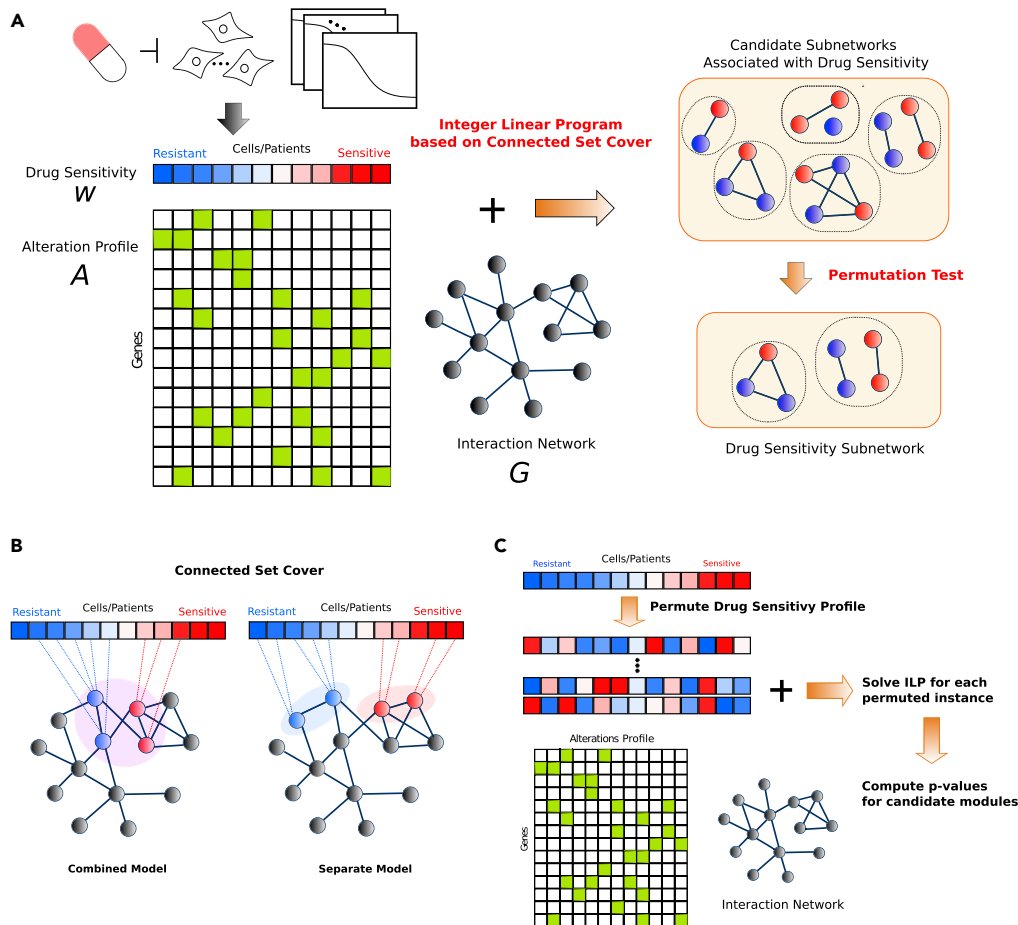 A
Candidate Subnetworks
Associated with Drug Sensitivity
Integer Linear Program
based on Connected Set Cover
Resistant
Cells/Patients
Sensitive
Drug Sensitivity
W
+
Alteration Profile
A
Genes
Permutation Test
Interaction Network
G
Drug Sensitivity Subnetwork
B
Connected Set Cover
Resistant
Cells/Patients
Sensitive
Resistant
Cells/Patients
Sensitive
Combined Model
Separate Model
C
Resistant
Cells/Patients
Sensitive
Permute Drug Sensitivy Profile
+
Solve ILP for each
permuted instance
Alterations Profile
Genes
Compute p-values
for candidate modules
Interaction Network